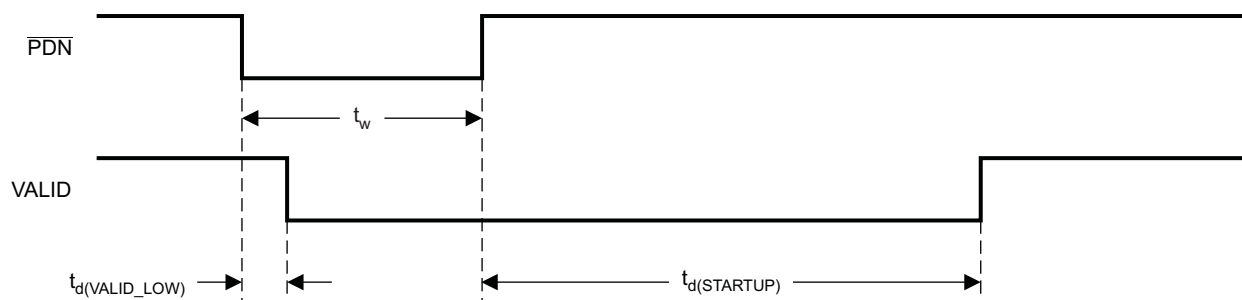 PDN
t_w
VALID
t_d(VALID_LOW)
t_d(STARTUP)